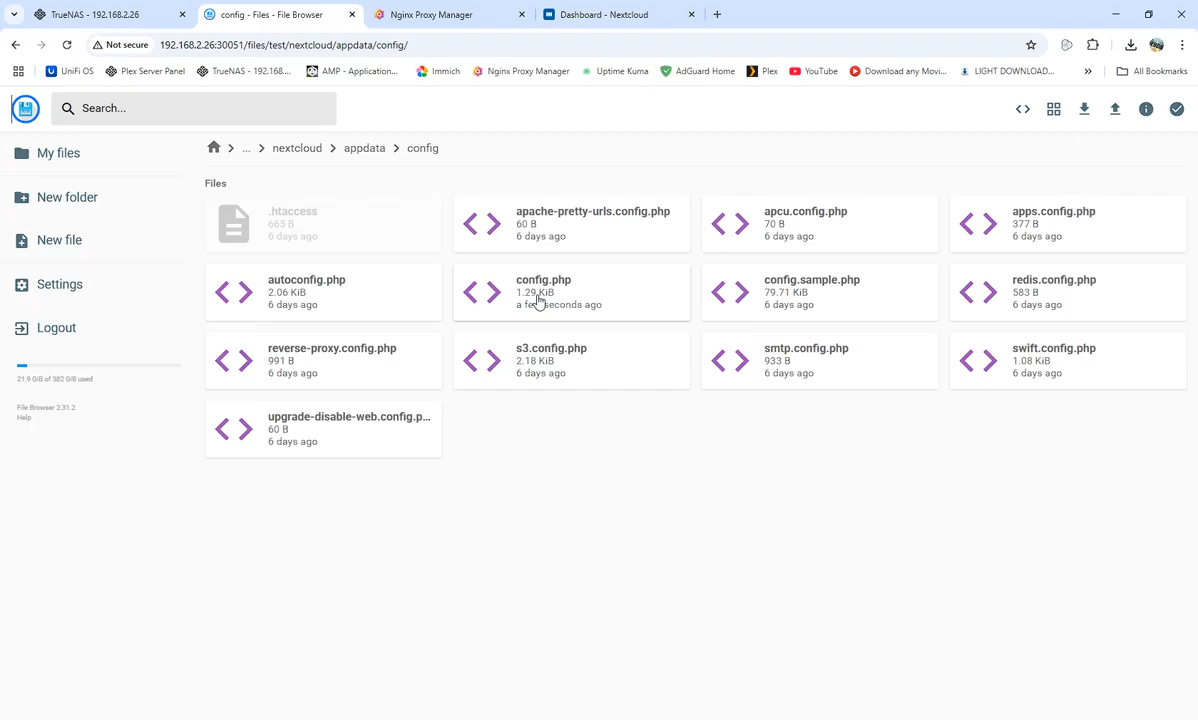 TrueNAS - 192.168.2.26
config - Files - File Browser
Nginx Proxy Manager
Dashboard - Nextcloud
Not secure
192.168.2.26:30051/files/test/nextcloud/appdata/config/
UniFi OS
Plex Server Panel
TrueNAS - 192.168....
AMP - Application...
Immich
Nginx Proxy Manager
Uptime Kuma
AdGuard Home
Plex
YouTube
Download any Movi...
LIGHT DOWNLOAD...
All Bookmarks
Search...
My files
... nextcloud appdata config
Files
New folder
New file
Settings
Logout
21.9 GiB of 382 GiB used
File Browser 2.31.2
Help
.htaccess
665 B
6 days ago
apache-pretty-urls.config.php
60 B
6 days ago
apcu.config.php
70 B
6 days ago
apps.config.php
377 B
6 days ago
autoconfig.php
2.06 KiB
6 days ago
config.php
1.29 KiB
a few seconds ago
config.sample.php
79.71 KiB
6 days ago
redis.config.php
583 B
6 days ago
reverse-proxy.config.php
991 B
6 days ago
s3.config.php
2.18 KiB
6 days ago
smtp.config.php
933 B
6 days ago
swift.config.php
1.08 KiB
6 days ago
upgrade-disable-web.config.p...
60 B
6 days ago